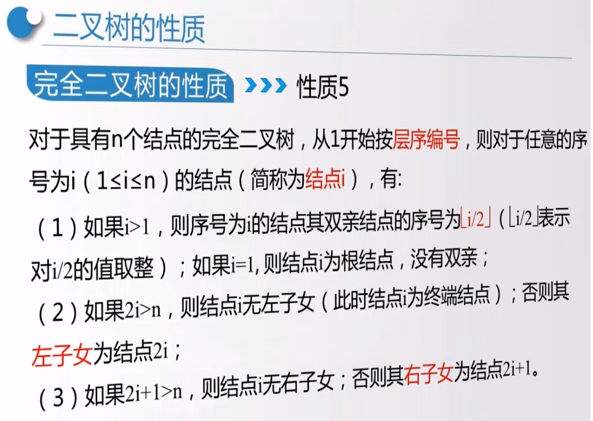 二叉树的性质
完全二叉树的性质 >>> 性质5
对于具有n个结点的完全二叉树，从1开始按层序编号，则对于任意的序
号为i（1≤i≤n）的结点（简称为结点i），有:
（1）如果i>1，则序号为i的结点其双亲结点的序号为⌊i/2⌋（⌊i/2⌋表示
对i/2的值取整）；如果i=1, 则结点i为根结点，没有双亲；
（2）如果2i>n，则结点i无左子女（此时结点i为终端结点）；否则其
左子女为结点2i；
（3）如果2i+1>n，则结点i无右子女；否则其右子女为结点2i+1。